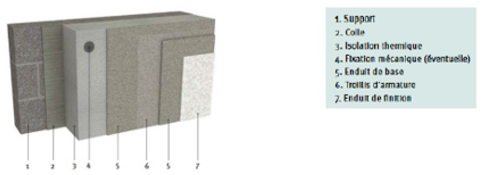 1 2 3 4 5 6 5 7
1. Support
2. Colle
3. Isolation thermique
4. Fixation mécanique (éventuelle)
5. Enduit de base
6. Treillis d'armature
7. Enduit de finition